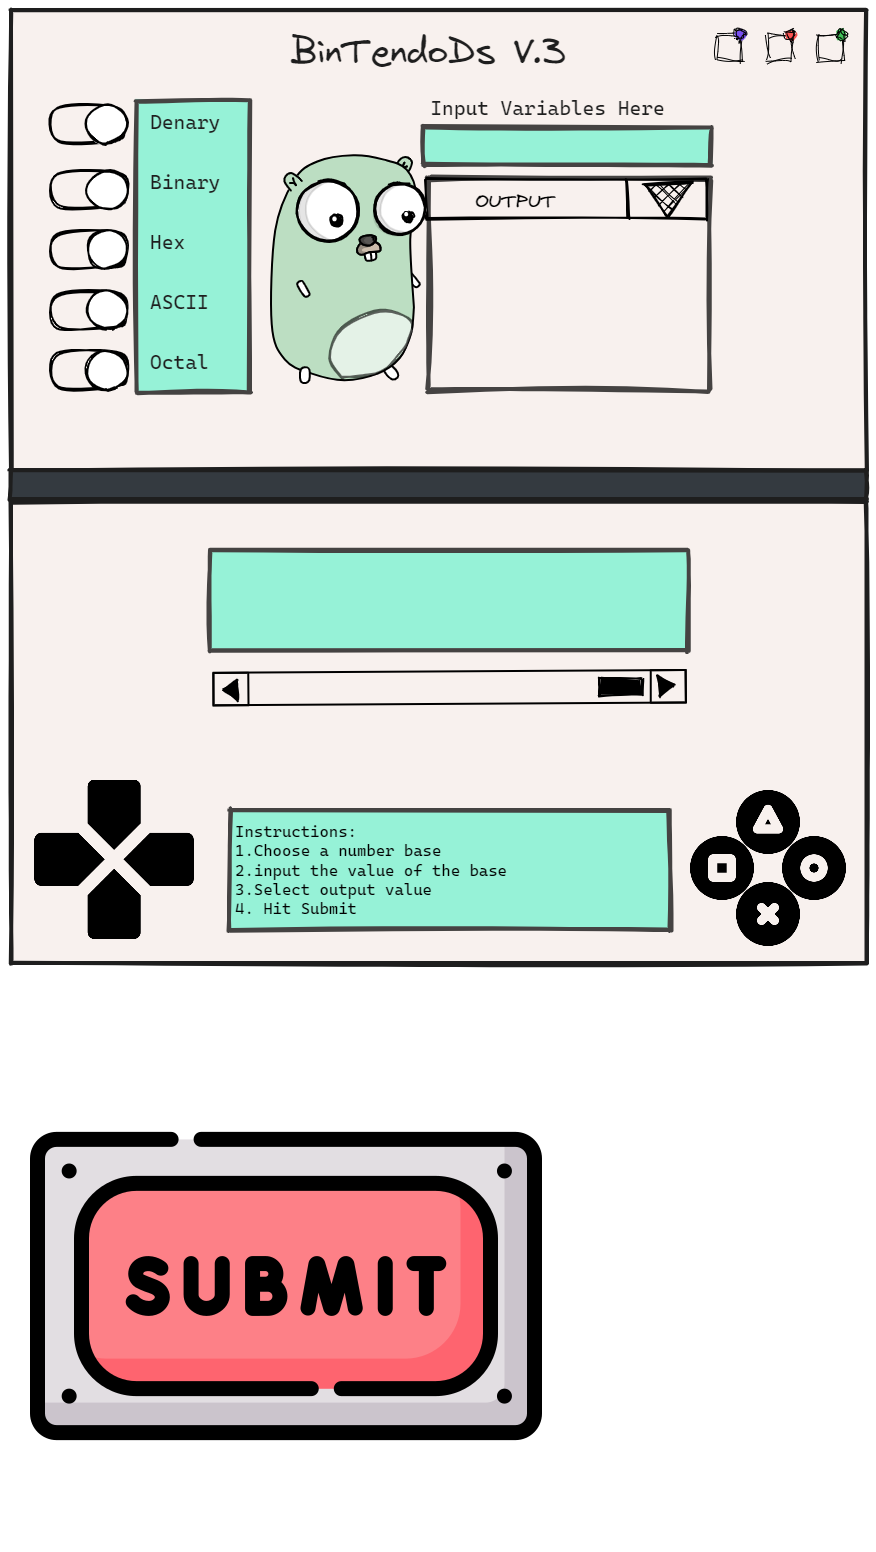 BinTendoDs V.3
Denary
Binary
Hex
ASCII
Octal
Input Variables Here
OUTPUT
Instructions:
1.Choose a number base
2.input the value of the base
3.Select output value
4. Hit Submit
SUBMIT